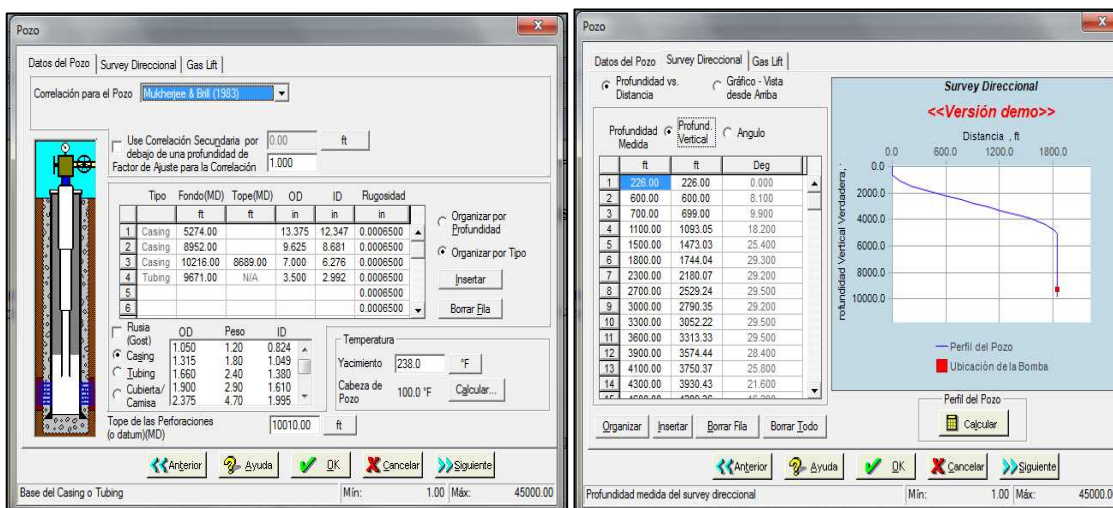 Pozo
Datos del Pozo Survey Direccional Gas Lift
Correlación para el Pozo Mukherjee & Brill (1983)
Use Correlación Secundaria por debajo de una profundidad de 0.00 ft
Factor de Ajuste para la Correlación 1.000
Tipo Fondo(MD) Tope(MD) OD ID Rugosidad
ft ft in in in
1 Casing 5274.00 13.375 12.347 0.0006500
2 Casing 8952.00 9.625 8.681 0.0006500
3 Casing 10216.00 8689.00 7.000 6.276 0.0006500
4 Tubing 9671.00 N/A 3.500 2.992 0.0006500
5 0.0006500
6 0.0006500
Organizar por Profundidad
Organizar por Tipo
Insertar
Borrar Fila
Rusia (Gost)
Casing
Tubing
Cubierta/ Camisa
OD Peso ID
1.050 1.20 0.824
1.315 1.80 1.049
1.660 2.40 1.380
1.900 2.90 1.610
2.375 4.70 1.995
Temperatura
Yacimiento 238.0 °F
Cabeza de Pozo 100.0 °F Calcular...
Tope de las Perforaciones (o datum)(MD) 10010.00 ft
Anterior Ayuda OK Cancelar Siguiente
Base del Casing o Tubing Mín: 1.00 Máx: 45000.00
Pozo
Datos del Pozo Survey Direccional Gas Lift
Profundidad vs. Distancia
Gráfico - Vista desde Arriba
Profundidad Medida Profund. Vertical Angulo
ft ft Deg
1 226.00 226.00 0.000
2 600.00 600.00 8.100
3 700.00 699.00 9.900
4 1100.00 1093.05 18.200
5 1500.00 1473.03 25.400
6 1800.00 1744.04 29.300
7 2300.00 2180.07 29.200
8 2700.00 2529.24 29.500
9 3000.00 2790.35 29.200
10 3300.00 3052.22 29.500
11 3600.00 3313.33 29.500
12 3900.00 3574.44 28.400
13 4100.00 3750.37 25.800
14 4300.00 3930.43 21.600
Organizar Insertar Borrar Fila Borrar Todo
Survey Direccional
<<Versión demo>>
Distancia , ft
0.0 600.0 1200.0 1800.0
rofundidad Vertical Verdadera,
0.0
2000.0
4000.0
6000.0
8000.0
10000.0
Perfil del Pozo
Ubicación de la Bomba
Perfil del Pozo
Calcular
Anterior Ayuda OK Cancelar Siguiente
Profundidad medida del survey direccional Mín: 1.00 Máx: 45000.00